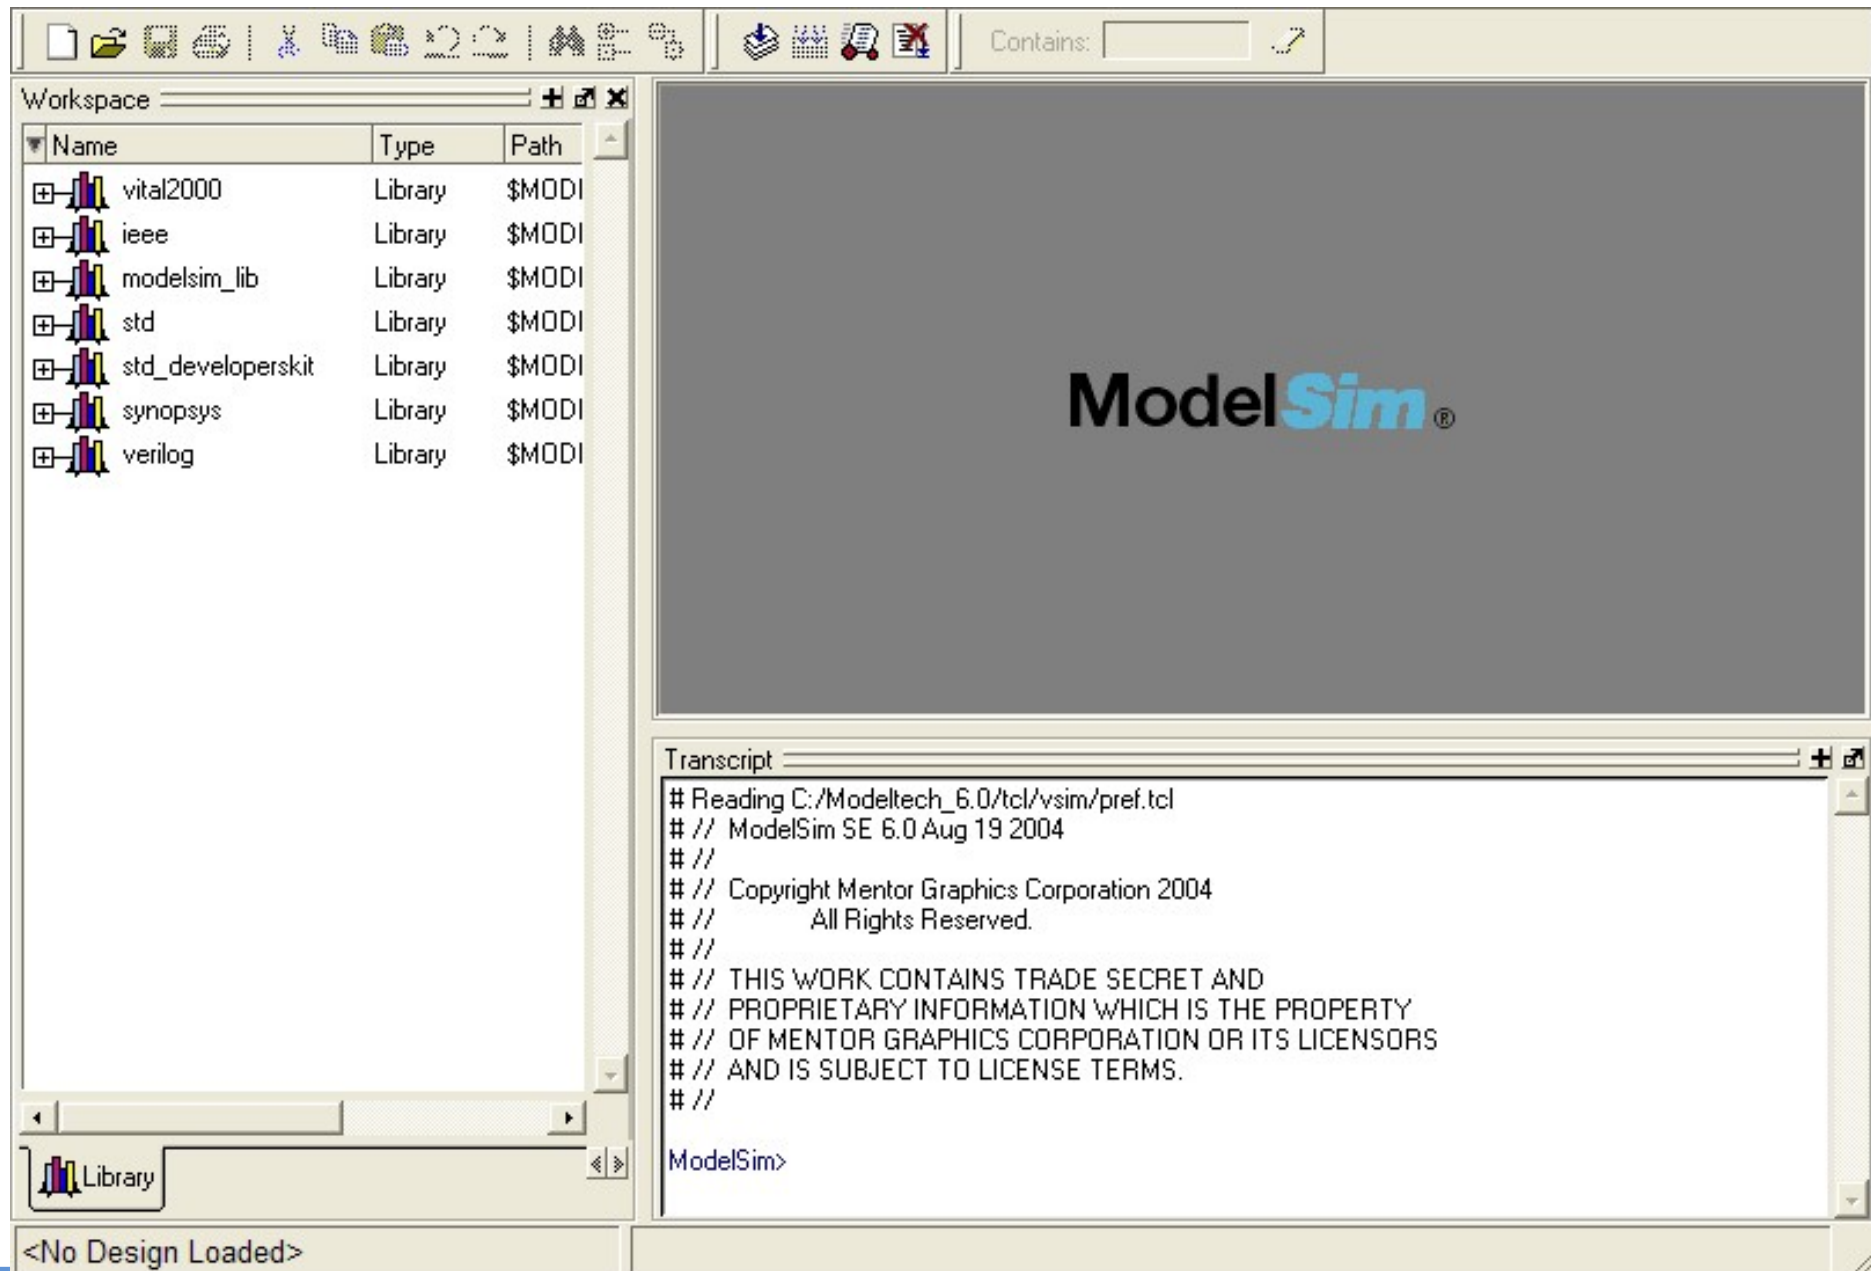 Contains:
Workspace
Name Type Path
vital2000 Library $MODI
ieee Library $MODI
modelsim_lib Library $MODI
std Library $MODI
std_developerskit Library $MODI
synopsys Library $MODI
verilog Library $MODI
Library
<No Design Loaded>
ModelSim ®
Transcript
# Reading C:/Modeltech_6.0/tcl/vsim/pref.tcl
# // ModelSim SE 6.0 Aug 19 2004
# //
# // Copyright Mentor Graphics Corporation 2004
# // All Rights Reserved.
# //
# // THIS WORK CONTAINS TRADE SECRET AND
# // PROPRIETARY INFORMATION WHICH IS THE PROPERTY
# // OF MENTOR GRAPHICS CORPORATION OR ITS LICENSORS
# // AND IS SUBJECT TO LICENSE TERMS.
# //
ModelSim>